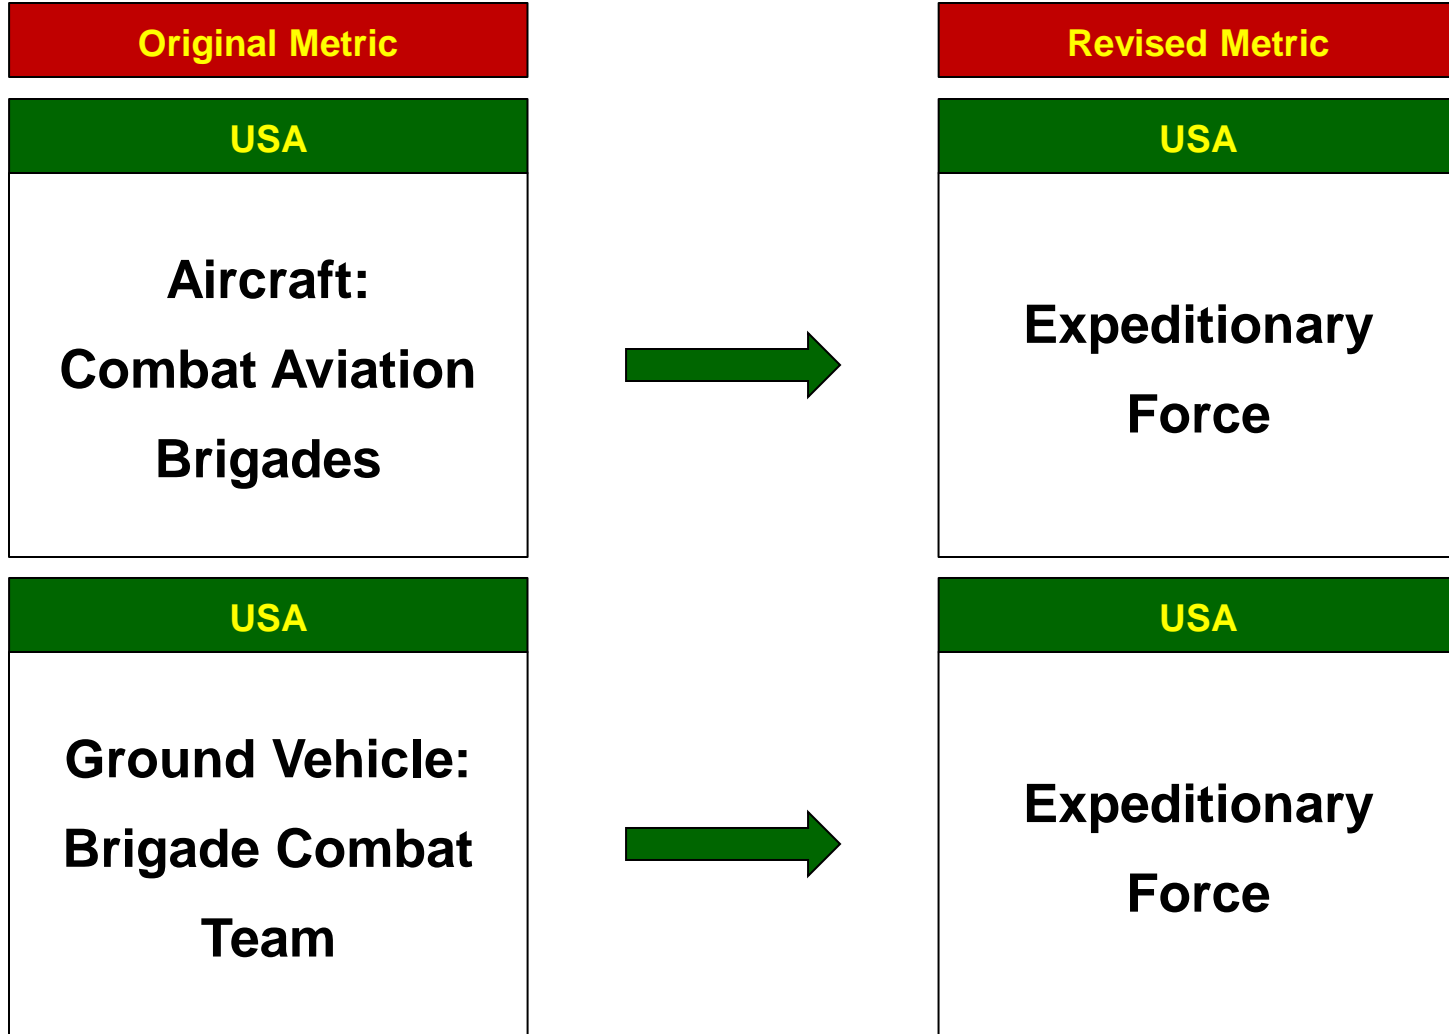 Original Metric
Revised Metric
USA
USA
Aircraft:
Combat Aviation
Brigades
Expeditionary
Force
USA
USA
Ground Vehicle:
Brigade Combat
Team
Expeditionary
Force